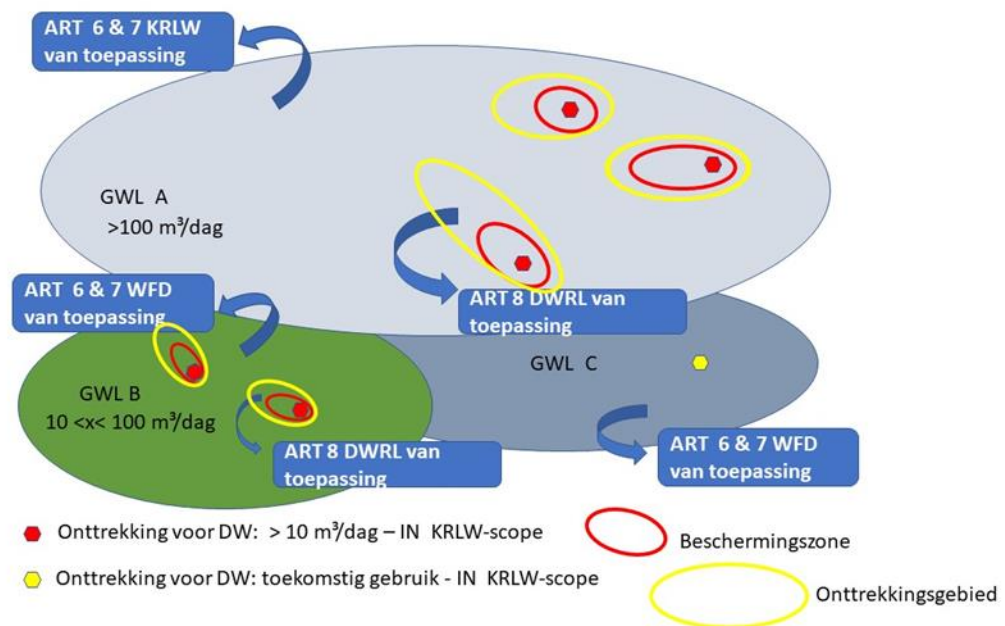 ART 6 & 7 KRLW
van toepassing
GWL A
>100 m³/dag
ART 6 & 7 WFD
van toepassing
ART 8 DWRL van
toepassing
GWL C
GWL B
10 <x< 100 m³/dag
ART 8 DWRL van
toepassing
ART 6 & 7 WFD
van toepassing
Onttrekking voor DW: > 10 m³/dag – IN KRLW-scope
Beschermingszone
Onttrekking voor DW: toekomstig gebruik - IN KRLW-scope
Onttrekkingsgebied